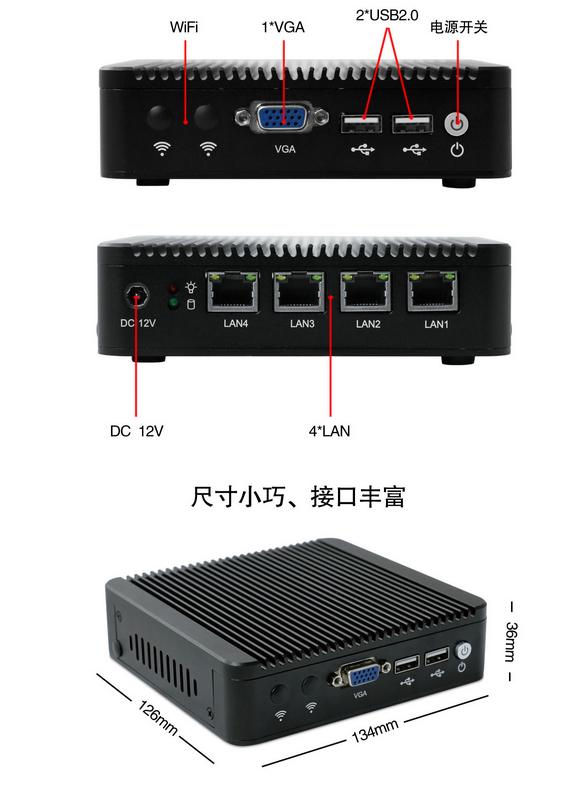 WiFi
1*VGA
2*USB2.0
电源开关
VGA
DC 12V
LAN4
LAN3
LAN2
LAN1
DC 12V
4*LAN
尺寸小巧、接口丰富
VGA
36mm
126mm
134mm